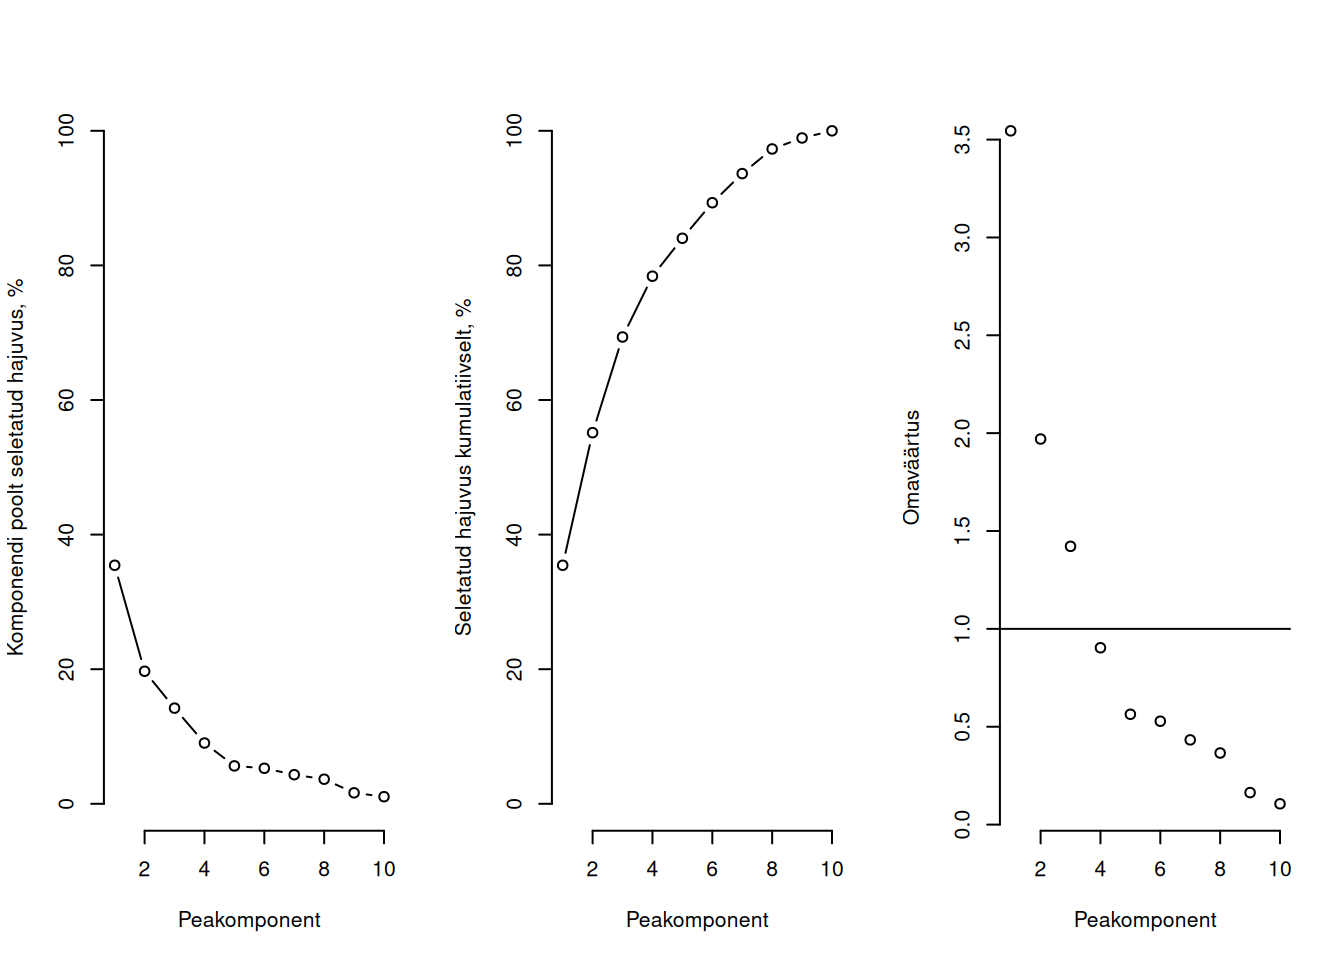 Komponendi poolt seletatud hajuvus, %
0 20 40 60 80 100
2 4 6 8 10
Peakomponent
Seletatud hajuvus kumulatiivselt, %
0 20 40 60 80 100
2 4 6 8 10
Peakomponent
Omaväärtus
0.0 0.5 1.0 1.5 2.0 2.5 3.0 3.5
2 4 6 8 10
Peakomponent